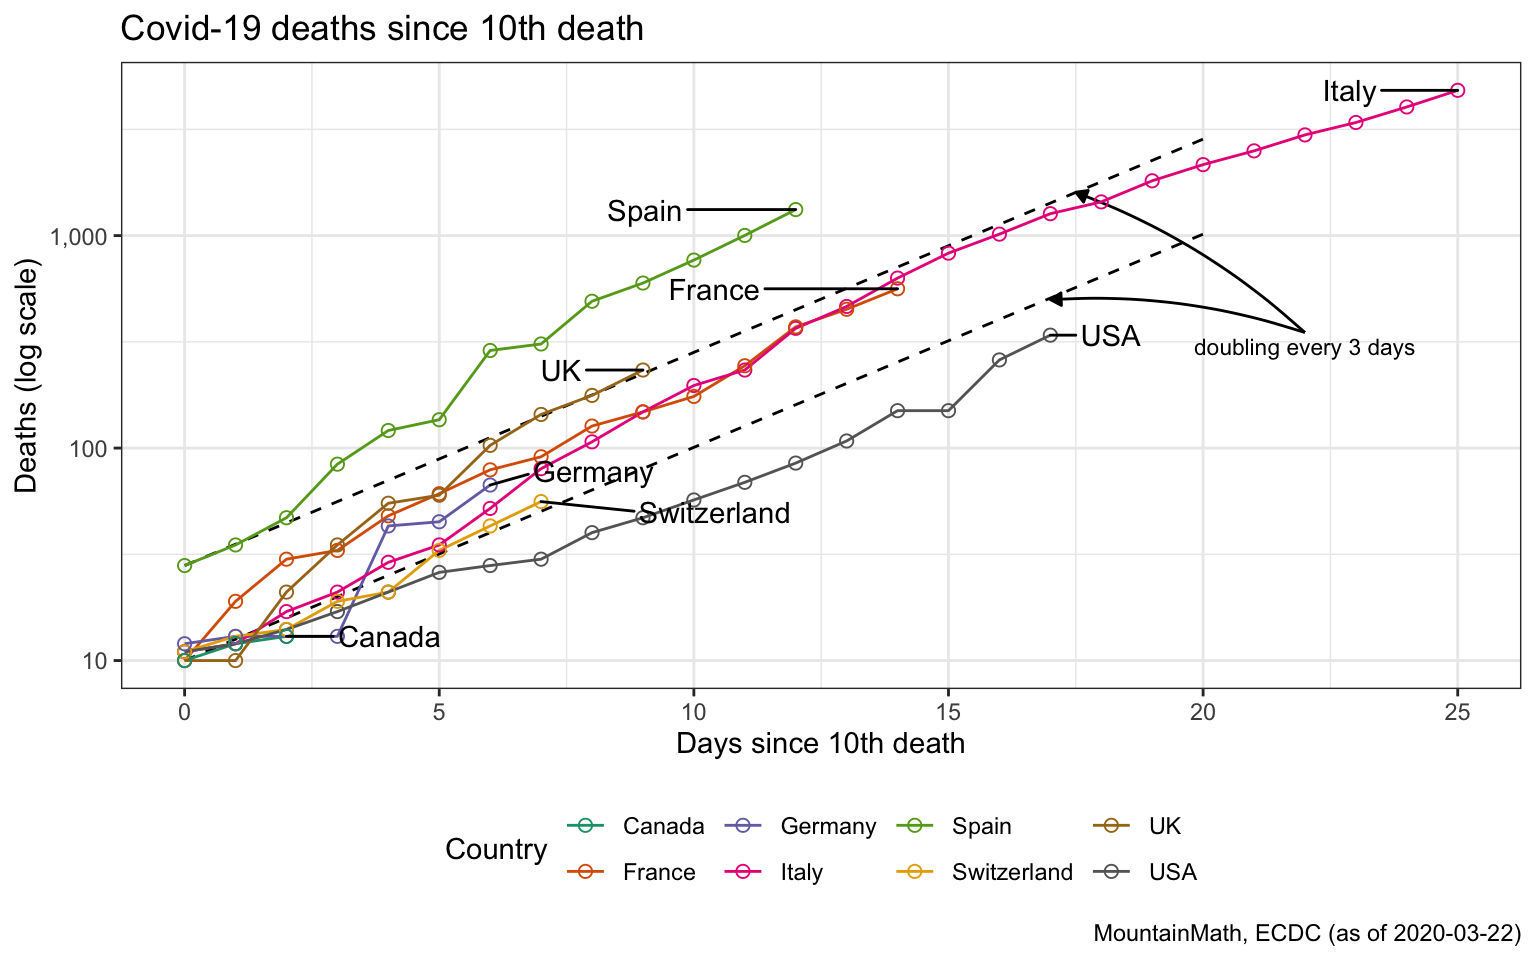 Covid-19 deaths since 10th death
Deaths (log scale)
1,000
100
10
Italy
Spain
France
UK
USA
doubling every 3 days
Germany
Switzerland
Canada
0 5 10 15 20 25
Days since 10th death
Country
Canada Germany Spain UK
France Italy Switzerland USA
MountainMath, ECDC (as of 2020-03-22)